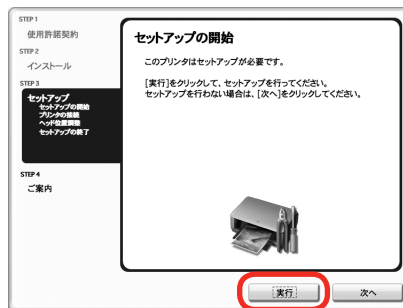 STEP 1
使用許諾契約
STEP 2
インストール
STEP 3
セットアップ
セットアップの開始
プリンタの接続
ヘッド位置調整
セットアップの終了
STEP 4
ご案内
セットアップの開始
このプリンタはセットアップが必要です。
[実行]をクリックして、セットアップを行ってください。
セットアップを行わない場合は、[次へ]をクリックしてください。
実行
次へ